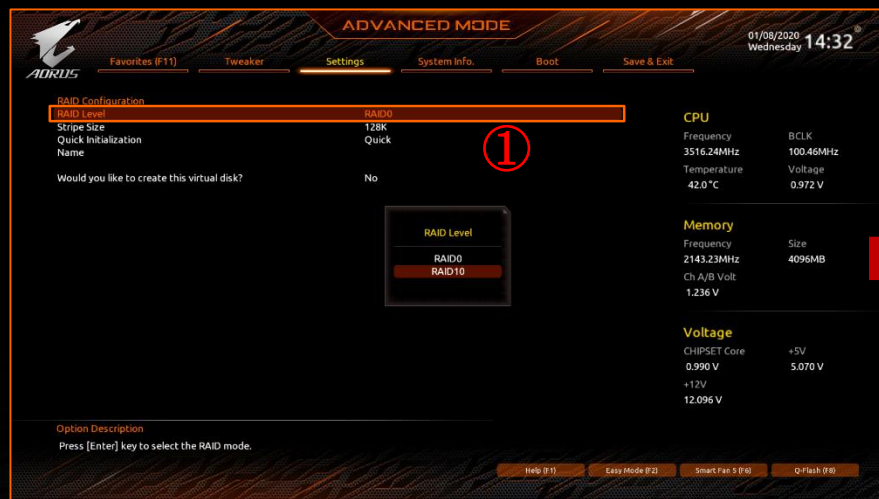 ADVANCED MODE
01/08/2020 14:32
Wednesday
AORUS
Favorites (F11) Tweaker Settings System Info. Boot Save & Exit
RAID Configuration
RAID Level RAID0
Stripe Size 128K
Quick Initialization Quick
Name
Would you like to create this virtual disk? No
①
RAID Level
RAID0
RAID10
CPU
Frequency BCLK
3516.24MHz 100.46MHz
Temperature Voltage
42.0°C 0.972 V
Memory
Frequency Size
2143.23MHz 4096MB
Ch A/B Volt
1.236 V
Voltage
CHIPSET Core +5V
0.990 V 5.070 V
+12V
12.096 V
Option Description
Press [Enter] key to select the RAID mode.
Help (F1) Easy Mode (F2) Smart Fan 5 (F6) Q-Flash (F8)